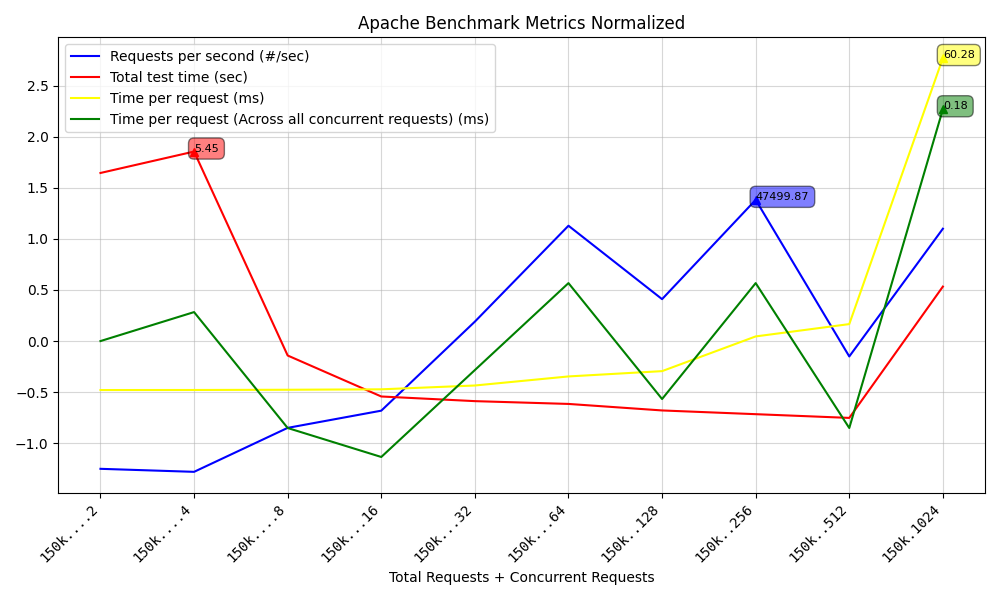 Apache Benchmark Metrics Normalized
Requests per second (#/sec)
Total test time (sec)
Time per request (ms)
Time per request (Across all concurrent requests) (ms)
60.28
0.18
5.45
47499.87
2.5
2.0
1.5
1.0
0.5
0.0
−0.5
−1.0
150k....2
150k....4
150k....8
150k...16
150k...32
150k...64
150k..128
150k..256
150k..512
150k.1024
Total Requests + Concurrent Requests